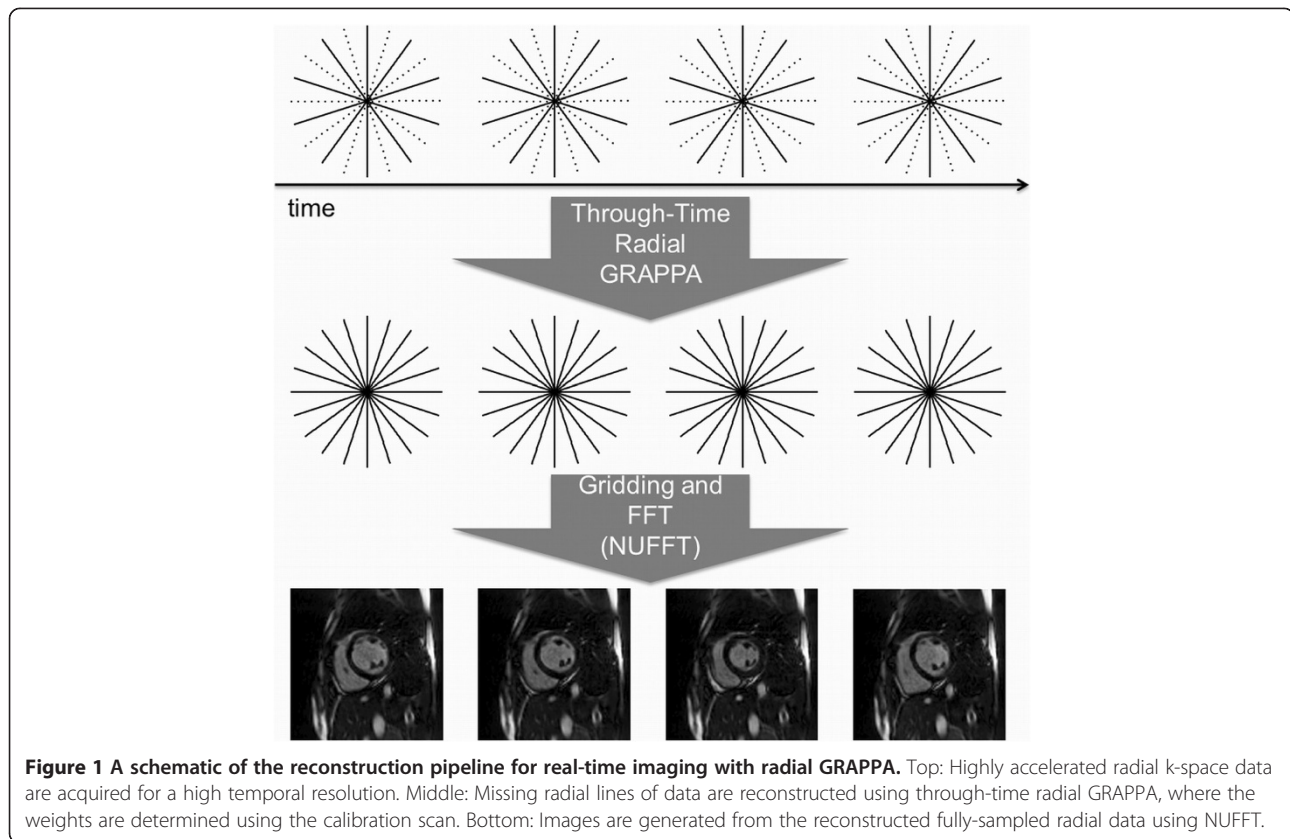 time
Through-Time
Radial
GRAPPA
Gridding and
FFT
(NUFFT)
Figure 1 A schematic of the reconstruction pipeline for real-time imaging with radial GRAPPA. Top: Highly accelerated radial k-space data
are acquired for a high temporal resolution. Middle: Missing radial lines of data are reconstructed using through-time radial GRAPPA, where the
weights are determined using the calibration scan. Bottom: Images are generated from the reconstructed fully-sampled radial data using NUFFT.